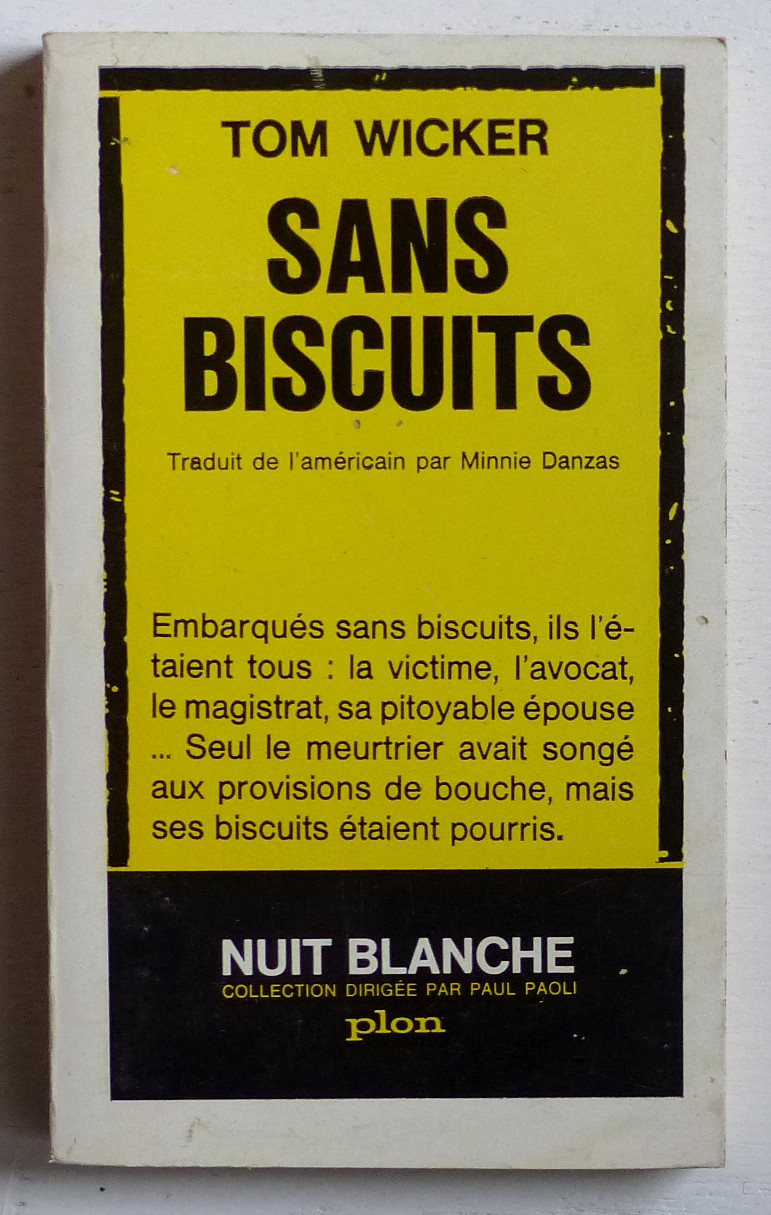 TOM WICKER
SANS
BISCUITS
Traduit de l'américain par Minnie Danzas
Embarqués sans biscuits, ils l'é-
taient tous : la victime, l'avocat,
le magistrat, sa pitoyable épouse
... Seul le meurtrier avait songé
aux provisions de bouche, mais
ses biscuits étaient pourris.
NUIT BLANCHE
COLLECTION DIRIGÉE PAR PAUL PAOLI
plon